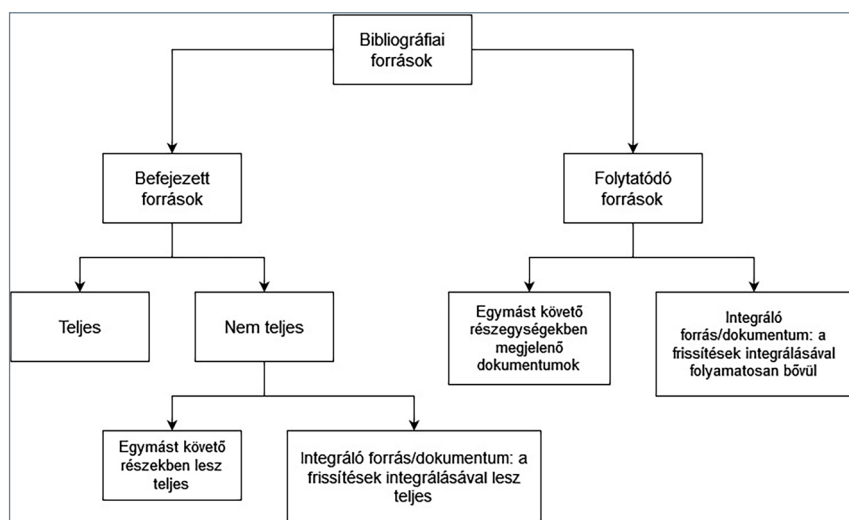 Bibliográfiai
források
Befejezett
források
Folytatódó
források
Teljes
Nem teljes
Egymást követő
részegységekben
megjelenő
dokumentumok
Integráló
forrás/dokumentum: a
frissítések integrálásával
folyamatosan bővül
Egymást követő
részekben lesz
teljes
Integráló forrás/dokumentum: a
frissítések integrálásával lesz
teljes